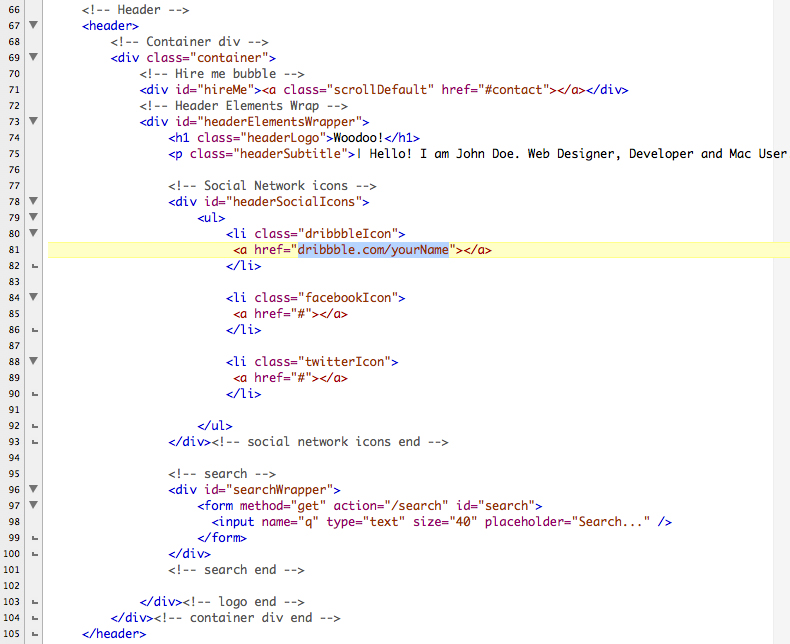 66 <!-- Header -->
67 <header>
68 <!-- Container div -->
69 <div class="container">
70 <!-- Hire me bubble -->
71 <div id="hireMe"><a class="scrollDefault" href="#contact"></a></div>
72 <!-- Header Elements Wrap -->
73 <div id="headerElementsWrapper">
74 <h1 class="headerLogo">Woodoo!</h1>
75 <p class="headerSubtitle">| Hello! I am John Doe. Web Designer, Developer and Mac User
76
77 <!-- Social Network icons -->
78 <div id="headerSocialIcons">
79 <ul>
80 <li class="dribbbleIcon">
81 <a href="dribbble.com/yourName"></a>
82 </li>
83
84 <li class="facebookIcon">
85 <a href="#"></a>
86 </li>
87
88 <li class="twitterIcon">
89 <a href="#"></a>
90 </li>
91
92 </ul>
93 </div><!-- social network icons end -->
94
95 <!-- search -->
96 <div id="searchWrapper">
97 <form method="get" action="/search" id="search">
98 <input name="q" type="text" size="40" placeholder="Search..." />
99 </form>
100 </div>
101 <!-- search end -->
102
103 </div><!-- logo end -->
104 </div><!-- container div end -->
105 </header>